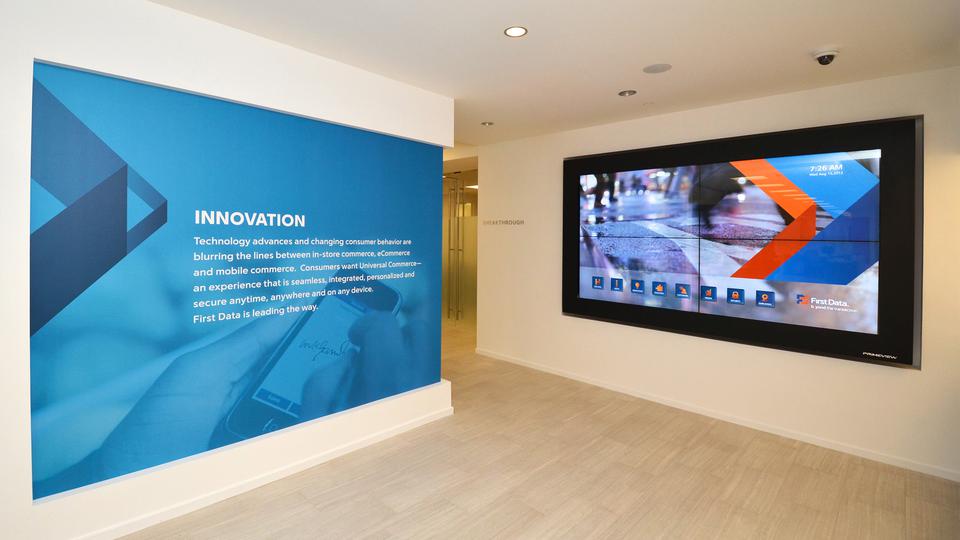 INNOVATION
Technology advances and changing consumer behavior are
blurring the lines between in-store commerce, eCommerce
and mobile commerce. Consumers want Universal Commerce—
an experience that is seamless, integrated, personalized and
secure anytime, anywhere and on any device.
First Data is leading the way.
BREAKTHROUGH
7:26 AM
First Data.
PRIMEVIEW